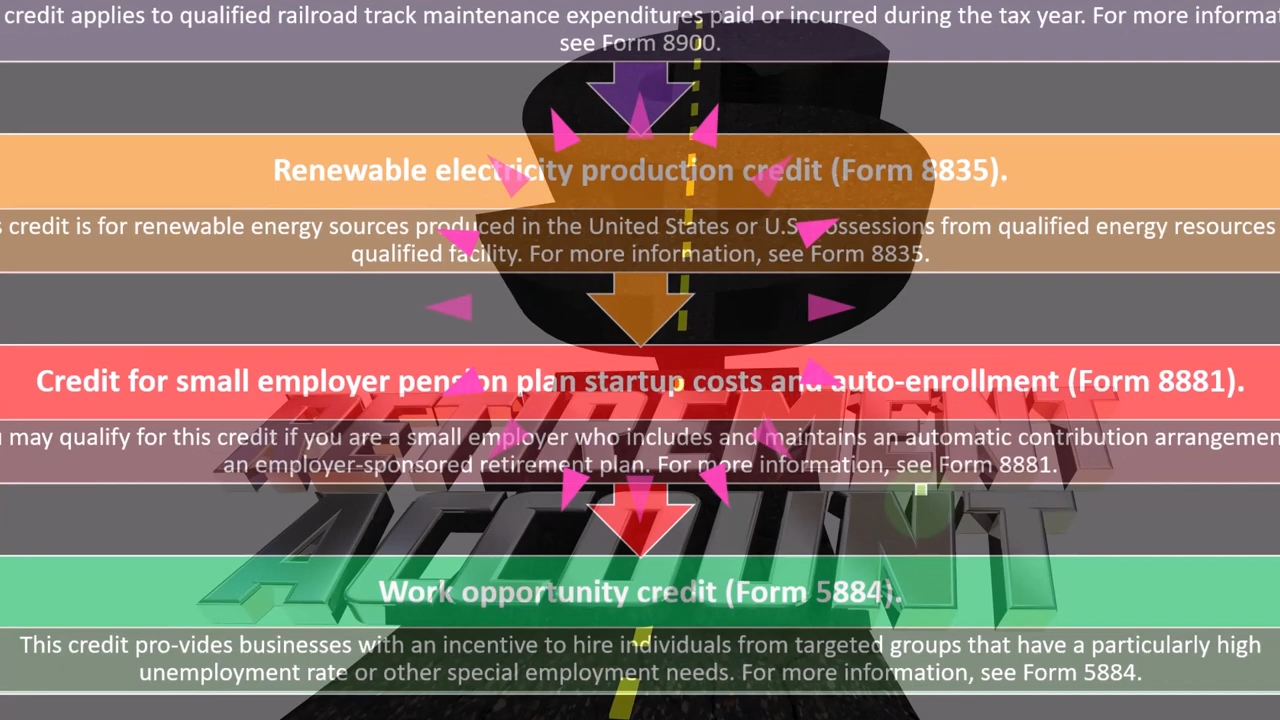 credit applies to qualified railroad track maintenance expenditures paid or incurred during the tax year. For more
see Form 8900.
Renewable electricity production credit (Form 8835).
credit is for renewable energy sources produced in the United States or U.S. possessions from qualified energy resources
qualified facility. For more information, see Form 8835.
Credit for small employer pension plan startup costs and auto-enrollment (Form 8881).
may qualify for this credit if you are a small employer who includes and maintains an automatic contribution
an employer-sponsored retirement plan. For more information, see Form 8881.
RETIREMENT
ACCOUNT
Work opportunity credit (Form 5884).
This credit pro-vides businesses with an incentive to hire individuals from targeted groups that have a particularly high
unemployment rate or other special employment needs. For more information, see Form 5884.